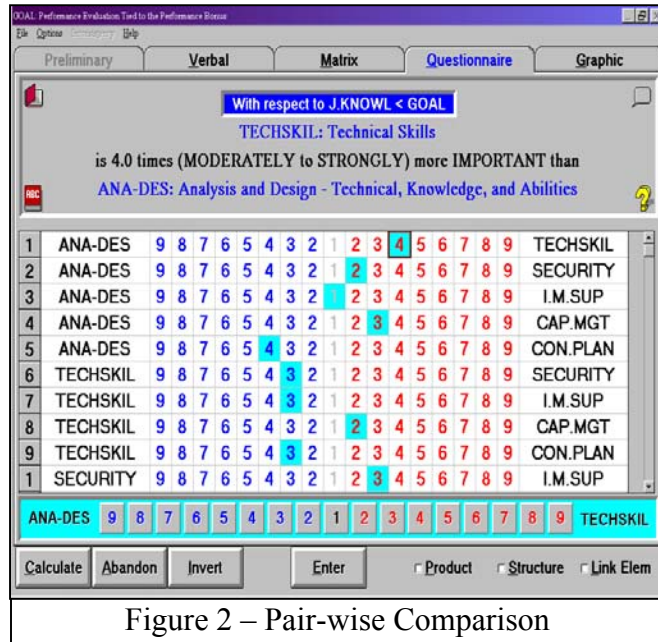 GOAL: Performance Evaluation Tied to the Performance Bonus
File Options Inconsistency Help
Preliminary Verbal Matrix Questionnaire Graphic
With respect to J.KNOWL < GOAL
TECHSKIL: Technical Skills
is 4.0 times (MODERATELY to STRONGLY) more IMPORTANT than
ABC ANA-DES: Analysis and Design - Technical, Knowledge, and Abilities
1 ANA-DES 9 8 7 6 5 4 3 2 1 2 3 4 5 6 7 8 9 TECHSKIL
2 ANA-DES 9 8 7 6 5 4 3 2 1 2 3 4 5 6 7 8 9 SECURITY
3 ANA-DES 9 8 7 6 5 4 3 2 1 2 3 4 5 6 7 8 9 I.M.SUP
4 ANA-DES 9 8 7 6 5 4 3 2 1 2 3 4 5 6 7 8 9 CAP.MGT
5 ANA-DES 9 8 7 6 5 4 3 2 1 2 3 4 5 6 7 8 9 CON.PLAN
6 TECHSKIL 9 8 7 6 5 4 3 2 1 2 3 4 5 6 7 8 9 SECURITY
7 TECHSKIL 9 8 7 6 5 4 3 2 1 2 3 4 5 6 7 8 9 I.M.SUP
8 TECHSKIL 9 8 7 6 5 4 3 2 1 2 3 4 5 6 7 8 9 CAP.MGT
9 TECHSKIL 9 8 7 6 5 4 3 2 1 2 3 4 5 6 7 8 9 CON.PLAN
1 SECURITY 9 8 7 6 5 4 3 2 1 2 3 4 5 6 7 8 9 I.M.SUP
ANA-DES 9 8 7 6 5 4 3 2 1 2 3 4 5 6 7 8 9 TECHSKIL
Calculate Abandon Invert Enter Product Structure Link Elem
Figure 2 – Pair-wise Comparison